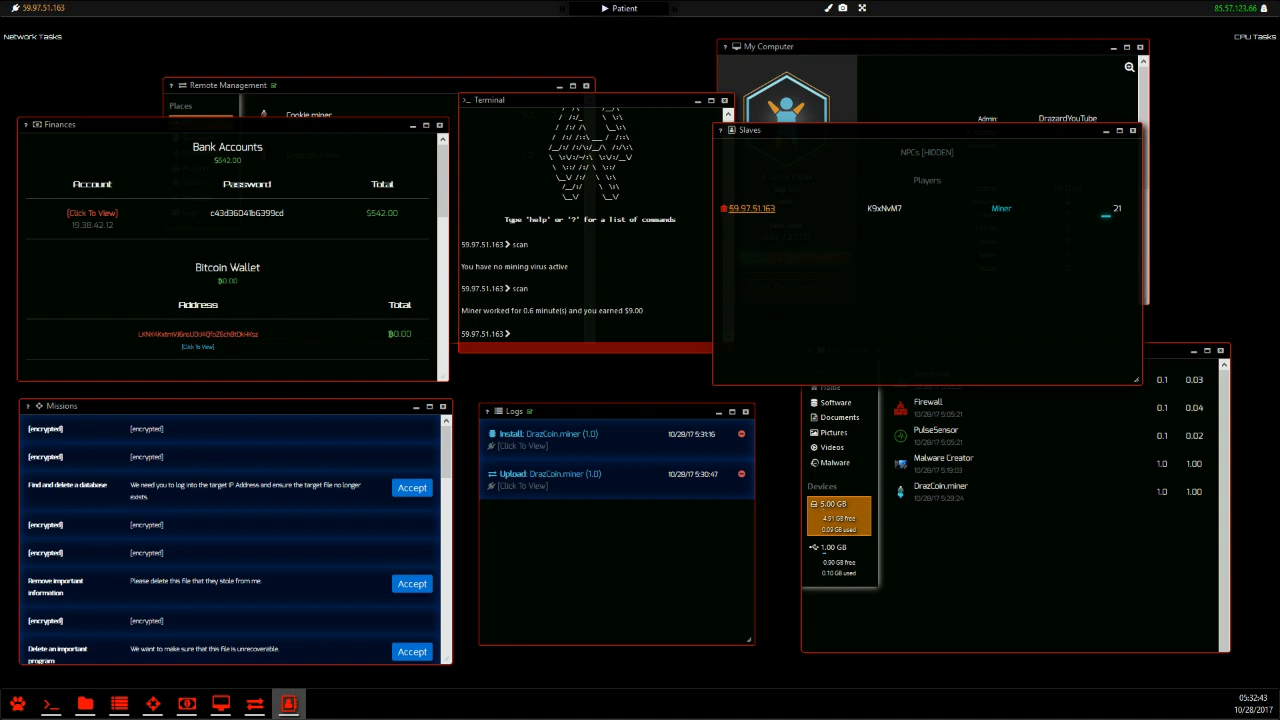 59.97.51.163
Patient
85.57.123.66
Network Tasks
CPU Tasks
My Computer
Admin:
DrazardYouTube
Remote Management
Places
Cookie miner
Finances
Bank Accounts
$542.00
Account
Password
Total
[Click To View]
19.38.42.12
c43d36041b6399cd
$542.00
Bitcoin Wallet
฿0.00
Address
Total
฿0.00
[Click To View]
Terminal
Type 'help' or '?' for a list of commands
59.97.51.163 > scan
You have no mining virus active
59.97.51.163 > scan
Miner worked for 0.6 minute(s) and you earned $9.00
59.97.51.163 >
Slaves
NPCs [HIDDEN]
Players
59.97.51.163
K9xNvM7
Miner
21
Missions
[encrypted]
[encrypted]
[encrypted]
[encrypted]
Find and delete a database
We need you to log into the target IP Address and ensure the target file no longer
exists.
Accept
[encrypted]
[encrypted]
[encrypted]
[encrypted]
Remove important
information
Please delete this file that they stole from me.
Accept
[encrypted]
[encrypted]
Delete an important
program
We want to make sure that this file is unrecoverable.
Accept
Logs
Install: DrazCoin.miner (1.0)
10/28/17 5:31:16
[Click To View]
Upload: DrazCoin.miner (1.0)
10/28/17 5:30:47
[Click To View]
Home
Software
Documents
Pictures
Videos
Malware
Devices
5.00 GB
4.91 GB free
0.09 GB used
1.00 GB
0.90 GB free
0.10 GB used
0.1
0.03
Firewall
10/28/17 5:05:21
0.1
0.04
PulseSensor
10/28/17 5:05:21
0.1
0.02
Malware Creator
10/28/17 5:19:03
1.0
1.00
DrazCoin.miner
10/28/17 5:29:24
1.0
1.00
05:32:43
10/28/2017